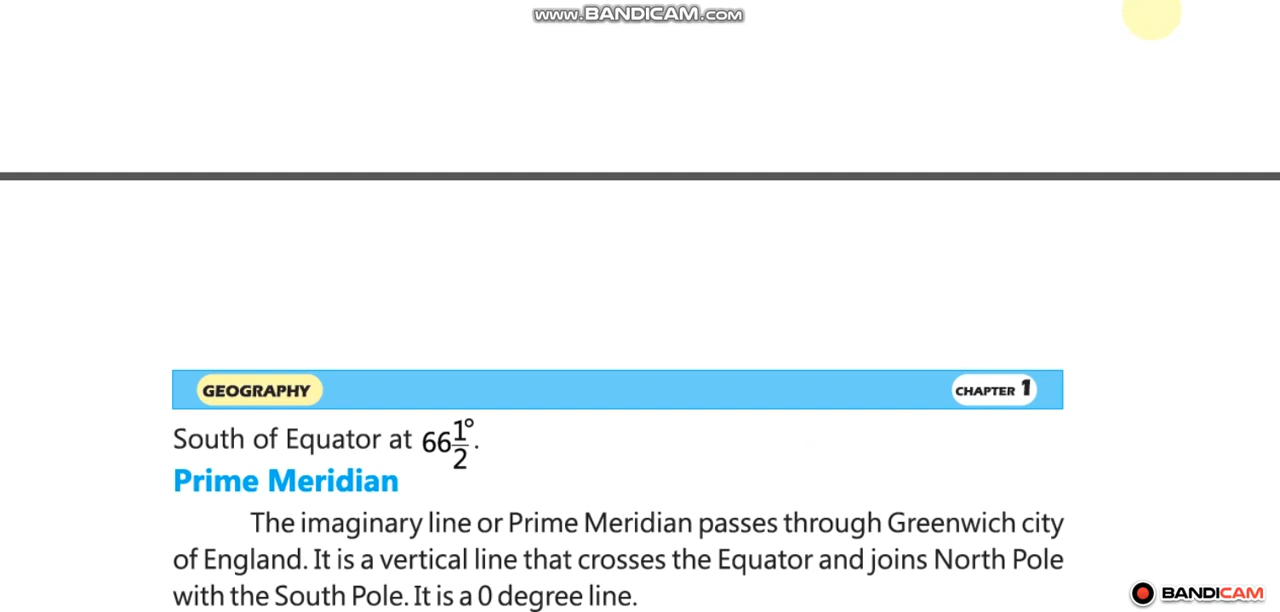 www.BANDICAM.com
GEOGRAPHY
CHAPTER 1
South of Equator at 66 1/2°.
Prime Meridian
The imaginary line or Prime Meridian passes through Greenwich city
of England. It is a vertical line that crosses the Equator and joins North Pole
with the South Pole. It is a 0 degree line.
BANDICAM